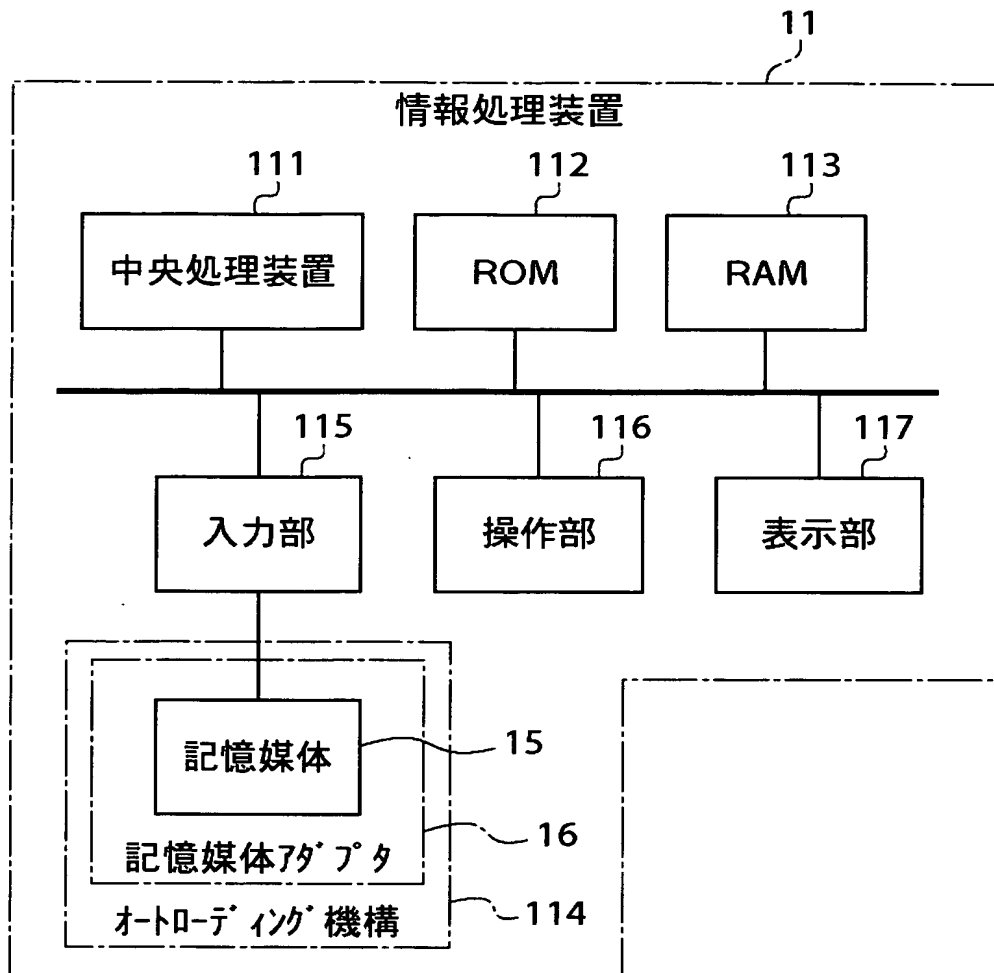 11
情報処理装置
111
112
113
中央処理装置
ROM
RAM
115
116
117
入力部
操作部
表示部
記憶媒体
15
16
記憶媒体ｱﾀﾞﾌﾟﾀ
ｵｰﾄﾛｰﾃﾞｨﾝｸﾞ機構
114